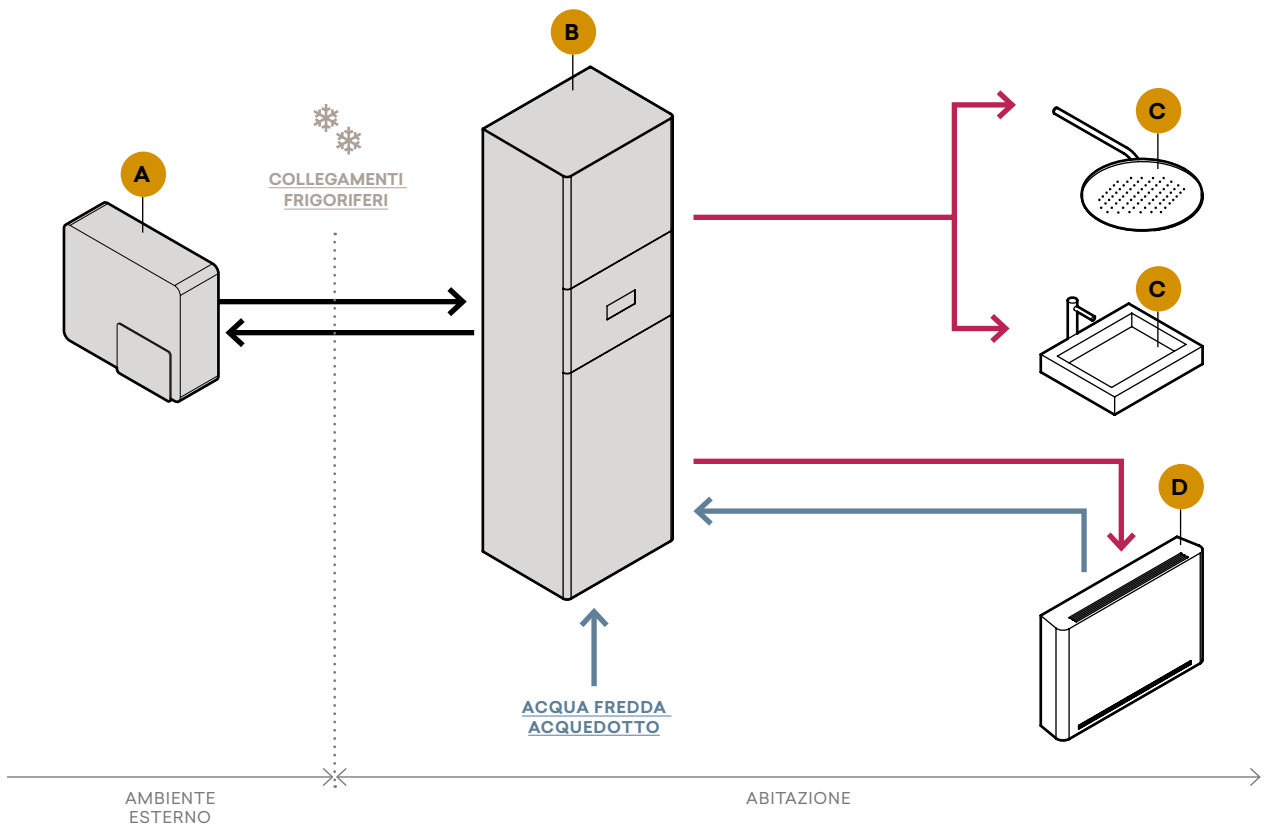 B
C
A
COLLEGAMENTI
FRIGORIFERI
C
D
ACQUA FREDDA
ACQUEDOTTO
AMBIENTE
ESTERNO
ABITAZIONE